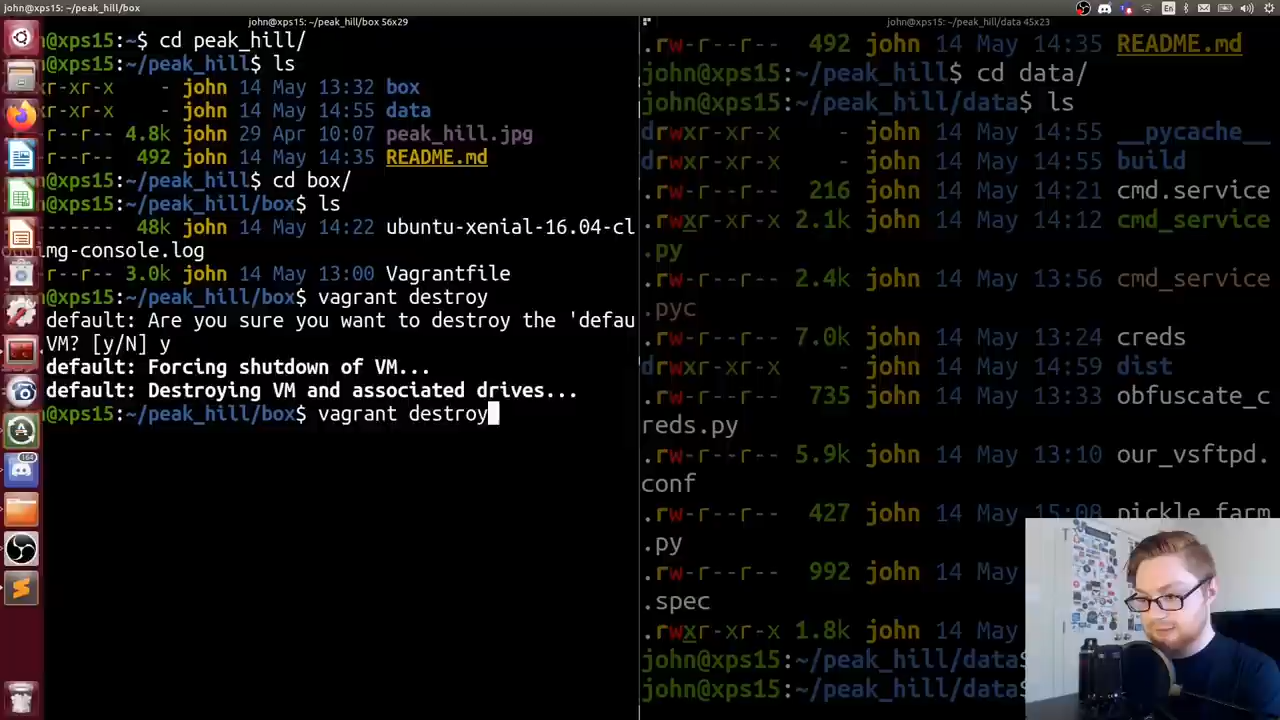 john@xps15: ~/peak_hill/box
john@xps15: ~/peak_hill/box 56x29
@xps15:~$ cd peak_hill/
@xps15:~/peak_hill$ ls
xr-xr-x - john 14 May 13:32 box
xr-xr-x - john 14 May 14:55 data
r--r-- 4.8k john 29 Apr 10:07 peak_hill.jpg
r--r-- 492 john 14 May 14:35 README.md
@xps15:~/peak_hill$ cd box/
@xps15:~/peak_hill/box$ ls
------ 48k john 14 May 14:22 ubuntu-xenial-16.04-cl
img-console.log
r--r-- 3.0k john 14 May 13:00 Vagrantfile
@xps15:~/peak_hill/box$ vagrant destroy
default: Are you sure you want to destroy the 'defau
VM? [y/N] y
default: Forcing shutdown of VM...
default: Destroying VM and associated drives...
@xps15:~/peak_hill/box$ vagrant destroy
john@xps15: ~/peak_hill/data 45x23
.rw-r--r-- 492 john 14 May 14:35 README.md
john@xps15:~/peak_hill$ cd data/
john@xps15:~/peak_hill/data$ ls
drwxr-xr-x - john 14 May 14:55 __pycache__
drwxr-xr-x - john 14 May 14:55 build
.rw-r--r-- 216 john 14 May 14:21 cmd.service
.rwxr--r-- 2.1k john 14 May 14:12 cmd_service
.py
.rw-r--r-- 2.4k john 14 May 13:56 cmd_service
.pyc
.rw-r--r-- 7.0k john 14 May 13:24 creds
drwxr-xr-x - john 14 May 14:55 dist
.rw-r--r-- 735 john 14 May 13:33 obfuscate_c
reds.py
.rw-r--r-- 5.9k john 14 May 13:10 our_vsftpd.
conf
.rw-r--r-- 427 john 14 May 15:08 pickle_farm
.py
.rw-r--r-- 992 john 14 May
.spec
.rwxr-xr-x 1.8k john 14 May
john@xps15:~/peak_hill/data$
john@xps15:~/peak_hill/data$
En